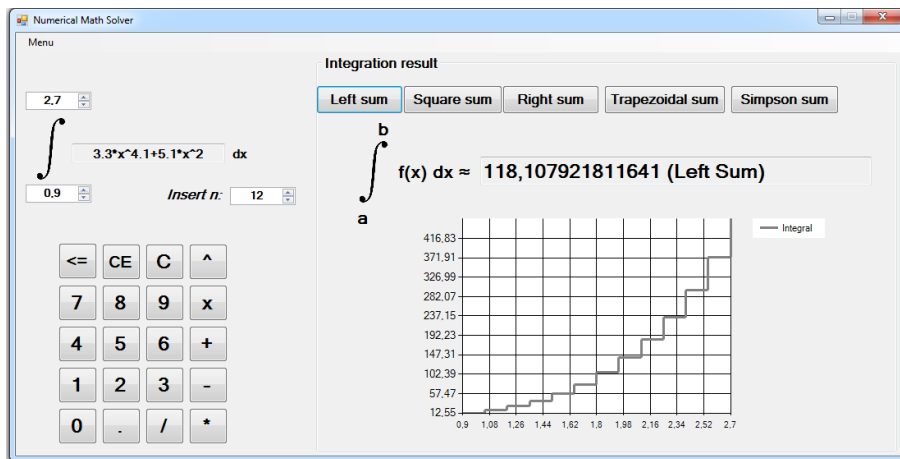 Numerical Math Solver
Menu
Integration result
2,7
Left sum Square sum Right sum Trapezoidal sum Simpson sum
b
∫ 3.3*x^4.1+5.1*x^2 dx
∫ f(x) dx ≈ 118,107921811641 (Left Sum)
0,9 Insert n: 12
a
Integral
416,83
371,91
326,99
282,07
237,15
192,23
147,31
102,39
57,47
12,55
0,9 1,08 1,26 1,44 1,62 1,8 1,98 2,16 2,34 2,52 2,7
<= CE C ^
7 8 9 x
4 5 6 +
1 2 3 -
0 . / *